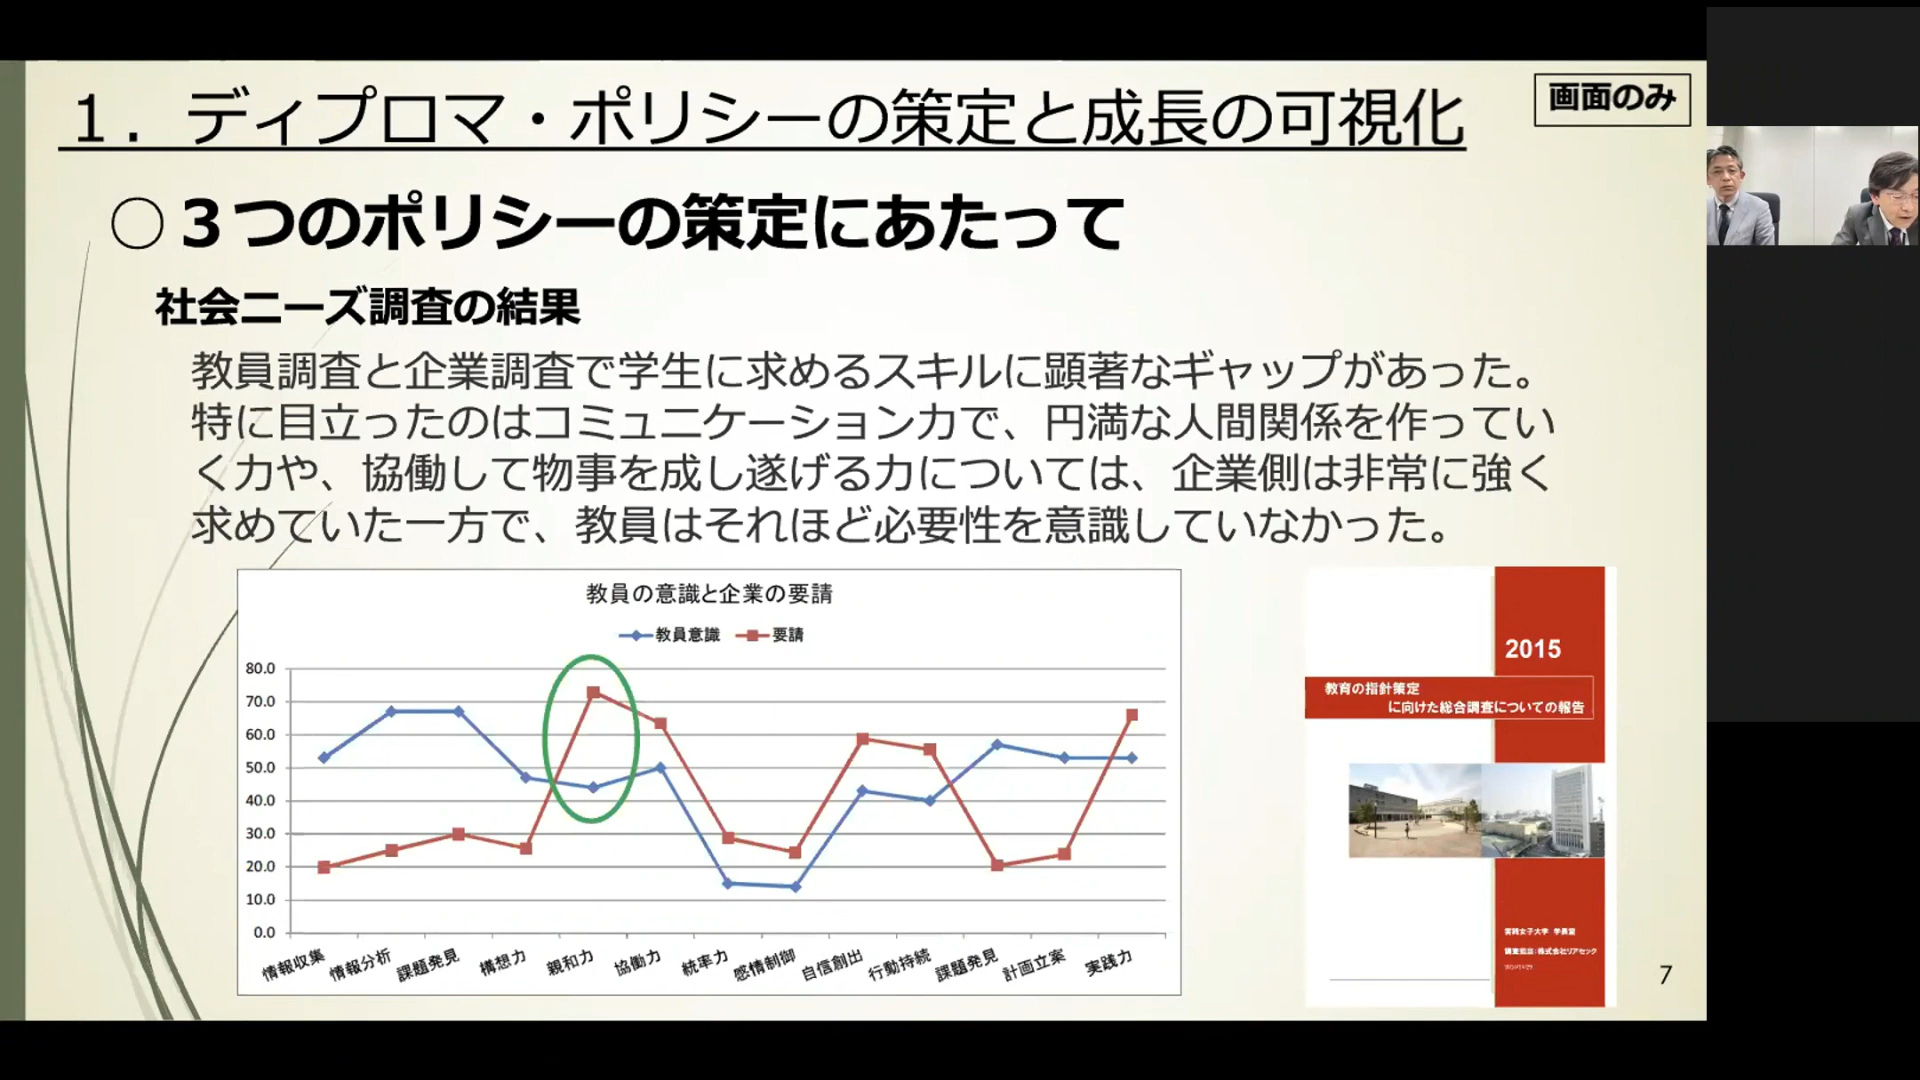 １．ディプロマ・ポリシーの策定と成長の可視化
画面のみ
○３つのポリシーの策定にあたって
社会ニーズ調査の結果
教員調査と企業調査で学生に求めるスキルに顕著なギャップがあった。
特に目立ったのはコミュニケーション力で、円満な人間関係を作ってい
く力や、協働して物事を成し遂げる力については、企業側は非常に強く
求めていた一方で、教員はそれほど必要性を意識していなかった。
教員の意識と企業の要請
教員意識 要請
80.0
70.0
60.0
50.0
40.0
30.0
20.0
10.0
0.0
情報収集 情報分析 課題発見 構想力 親和力 協働力 統率力 感情制御 自信創出 行動持続 課題発見 計画立案 実践力
2015
教育の指針策定
に向けた総合調査についての報告
実践女子大学 学長室
調査担当：株式会社リアセック
7